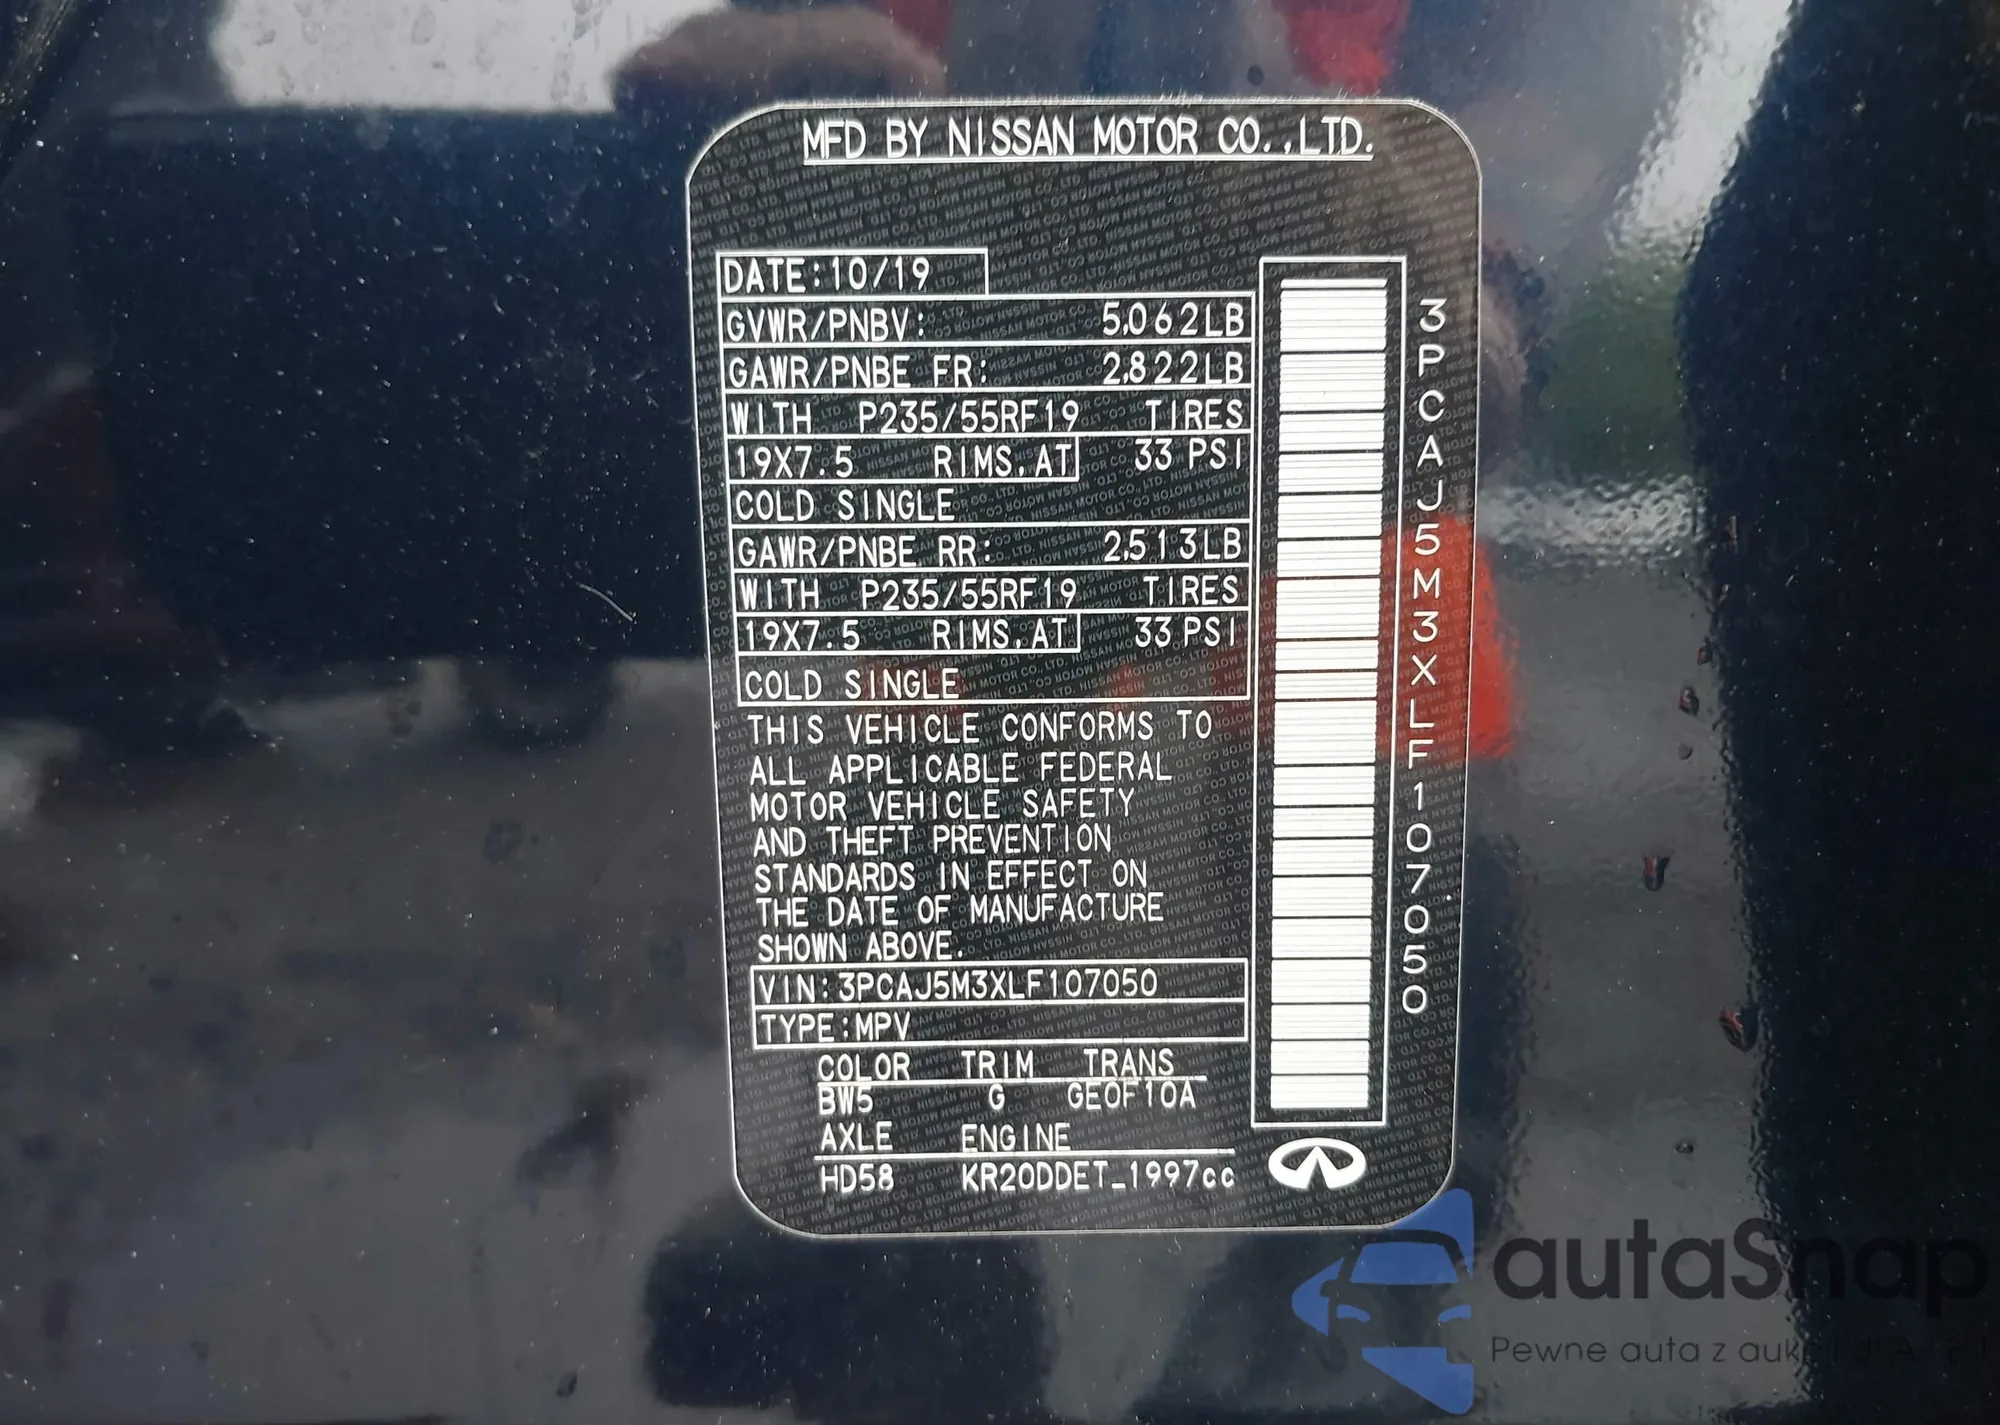 MFD BY NISSAN MOTOR CO.,LTD.
DATE:10/19
GVWR/PNBV: 5,062LB
GAWR/PNBE FR: 2,822LB
WITH P235/55RF19 TIRES
19X7.5 RIMS.AT 33 PSI
COLD SINGLE
GAWR/PNBE RR: 2,513LB
WITH P235/55RF19 TIRES
19X7.5 RIMS.AT 33 PSI
COLD SINGLE
THIS VEHICLE CONFORMS TO
ALL APPLICABLE FEDERAL
MOTOR VEHICLE SAFETY
AND THEFT PREVENTION
STANDARDS IN EFFECT ON
THE DATE OF MANUFACTURE
SHOWN ABOVE.
VIN:3PCAJ5M3XLF107050
TYPE:MPV
COLOR TRIM TRANS
BW5 G GEOF10A
AXLE ENGINE
HD58 KR20DDET_1997cc
3PCAJ5M3XLF107050
autaSnap
Pewne auta z